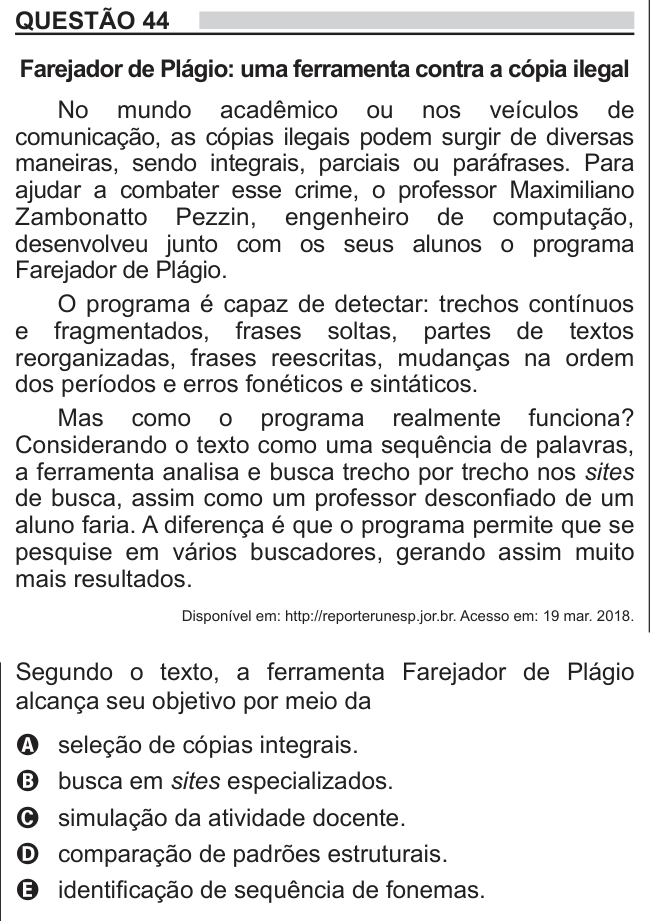 QUESTÃO 44
Farejador de Plágio: uma ferramenta contra a cópia ilegal
No mundo acadêmico ou nos veículos de
comunicação, as cópias ilegais podem surgir de diversas
maneiras, sendo integrais, parciais ou paráfrases. Para
ajudar a combater esse crime, o professor Maximiliano
Zambonatto Pezzin, engenheiro de computação,
desenvolveu junto com os seus alunos o programa
Farejador de Plágio.
O programa é capaz de detectar: trechos contínuos
e fragmentados, frases soltas, partes de textos
reorganizadas, frases reescritas, mudanças na ordem
dos períodos e erros fonéticos e sintáticos.
Mas como o programa realmente funciona?
Considerando o texto como uma sequência de palavras,
a ferramenta analisa e busca trecho por trecho nos sites
de busca, assim como um professor desconfiado de um
aluno faria. A diferença é que o programa permite que se
pesquise em vários buscadores, gerando assim muito
mais resultados.
Disponível em: http://reporterunesp.jor.br. Acesso em: 19 mar. 2018.
Segundo o texto, a ferramenta Farejador de Plágio
alcança seu objetivo por meio da
A seleção de cópias integrais.
B busca em sites especializados.
C simulação da atividade docente.
D comparação de padrões estruturais.
E identificação de sequência de fonemas.